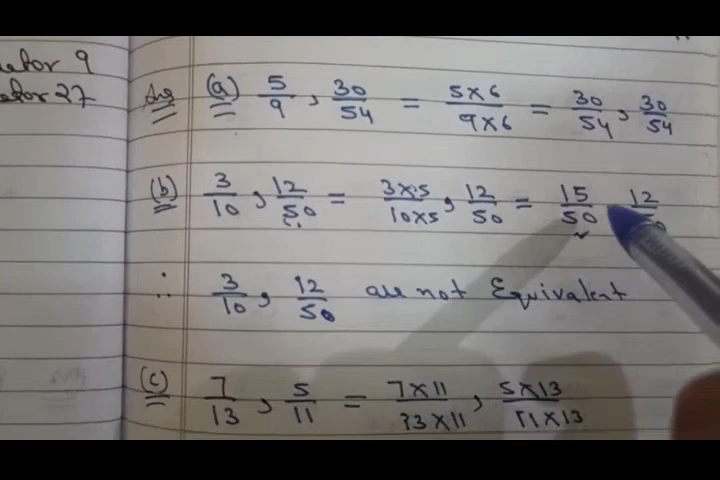 9
27
Ans (a) 5/9 , 30/54 = 5×6/9×6 = 30/54 , 30/54
(b) 3/10 , 12/50 = 3×5/10×5 , 12/50 = 15/50 12/50
∴ 3/10 , 12/50 are not Equivalent
(c) 7/13 , 5/11 = 7×11/13×11 , 5×13/11×13